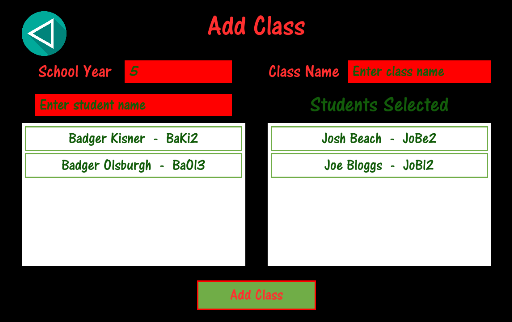 Add Class
School Year 5 Class Name Enter class name
Enter student name Students Selected
Badger Kisner - BaKi2 Josh Beach - JoBe2
Badger Olsburgh - BaOl3 Joe Bloggs - JoBl2
Add Class